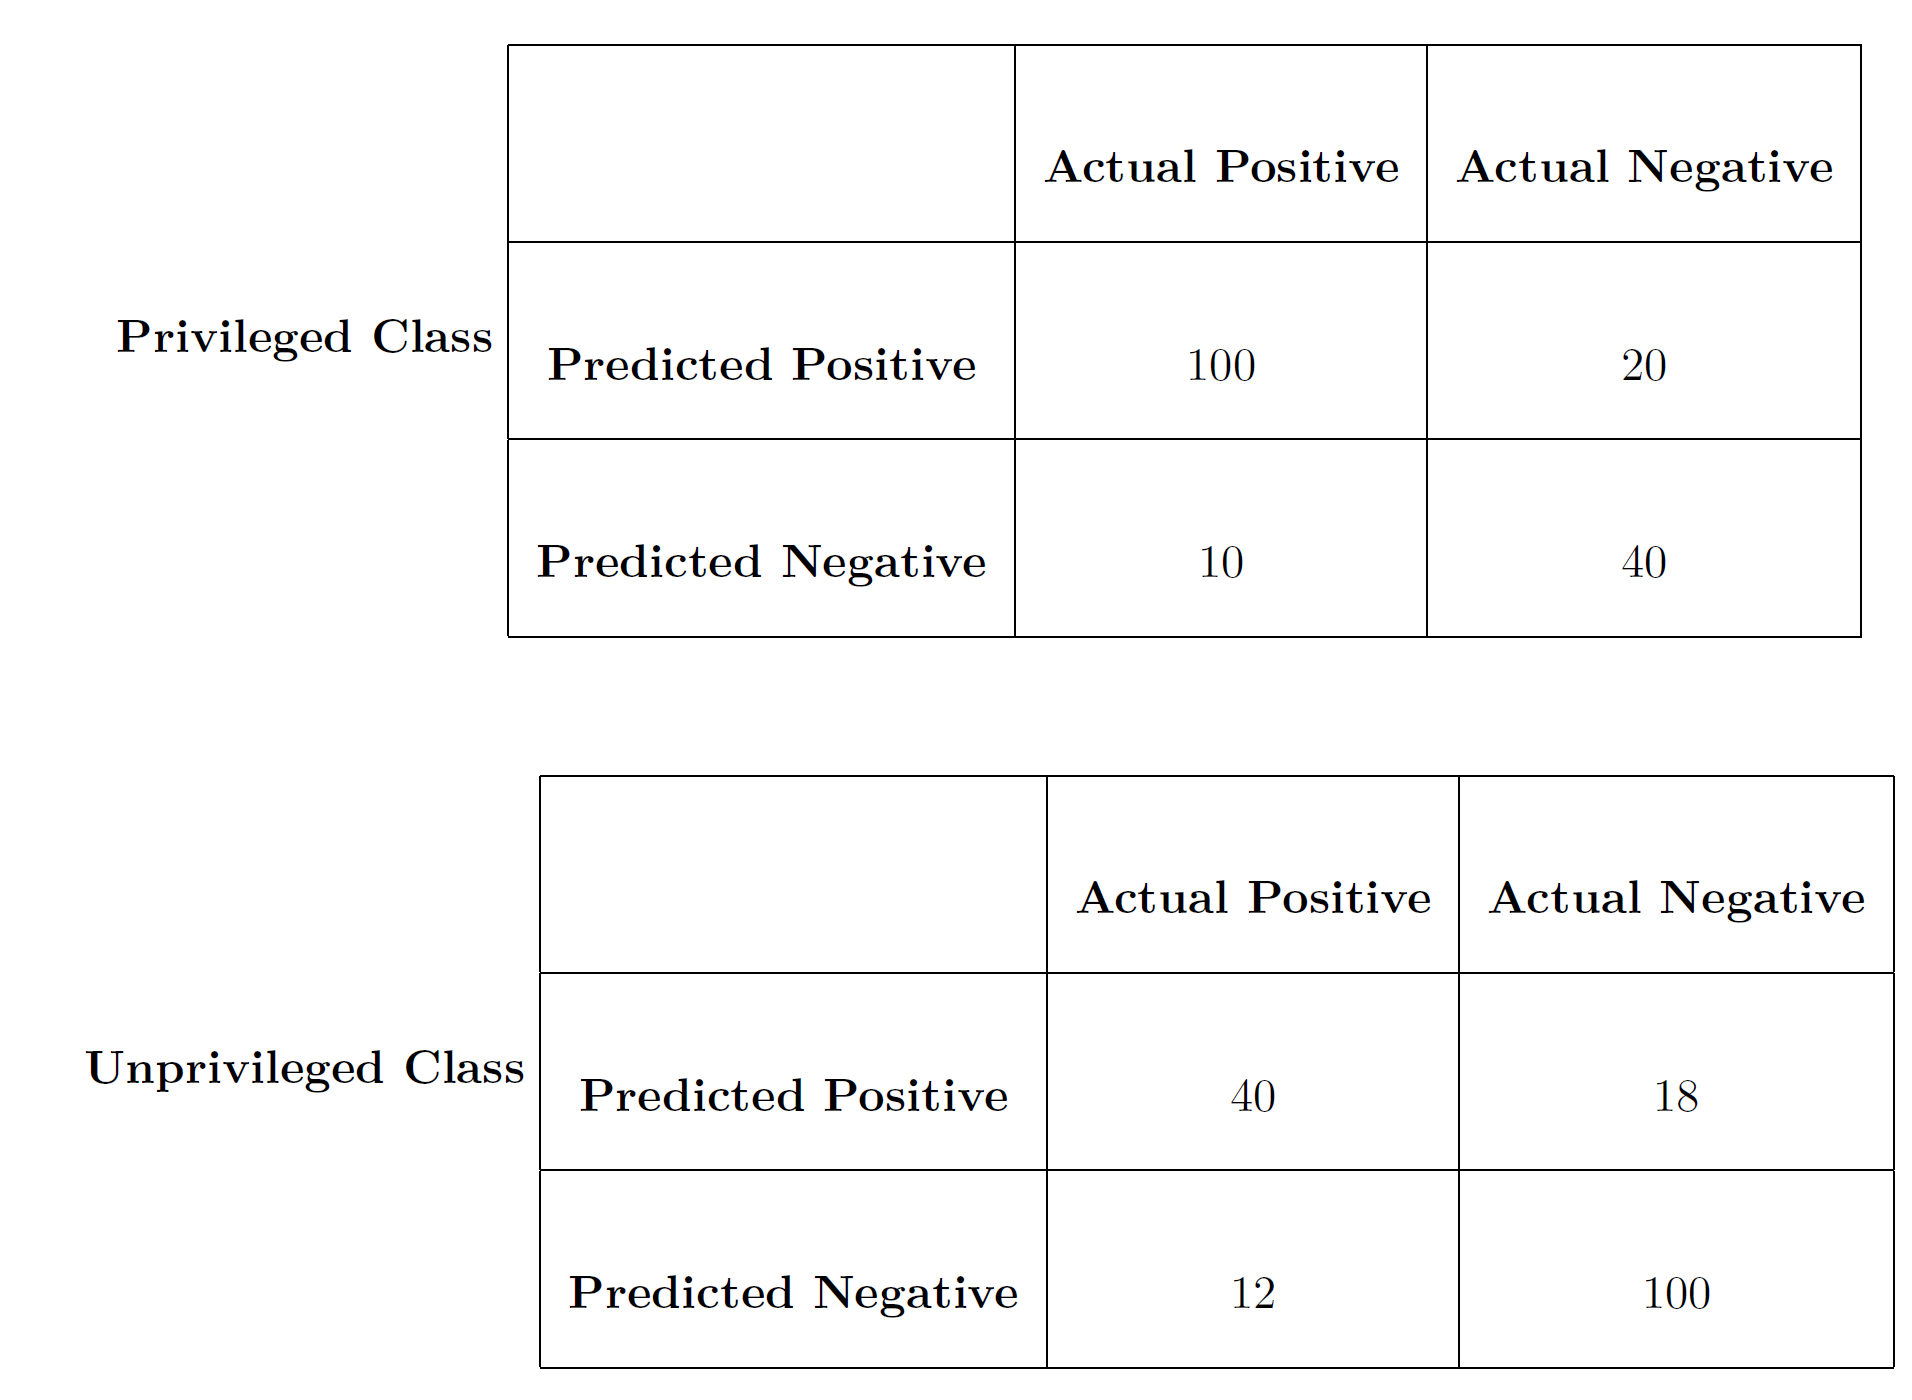 Actual Positive Actual Negative
Privileged Class
Predicted Positive 100 20
Predicted Negative 10 40
Actual Positive Actual Negative
Unprivileged Class
Predicted Positive 40 18
Predicted Negative 12 100